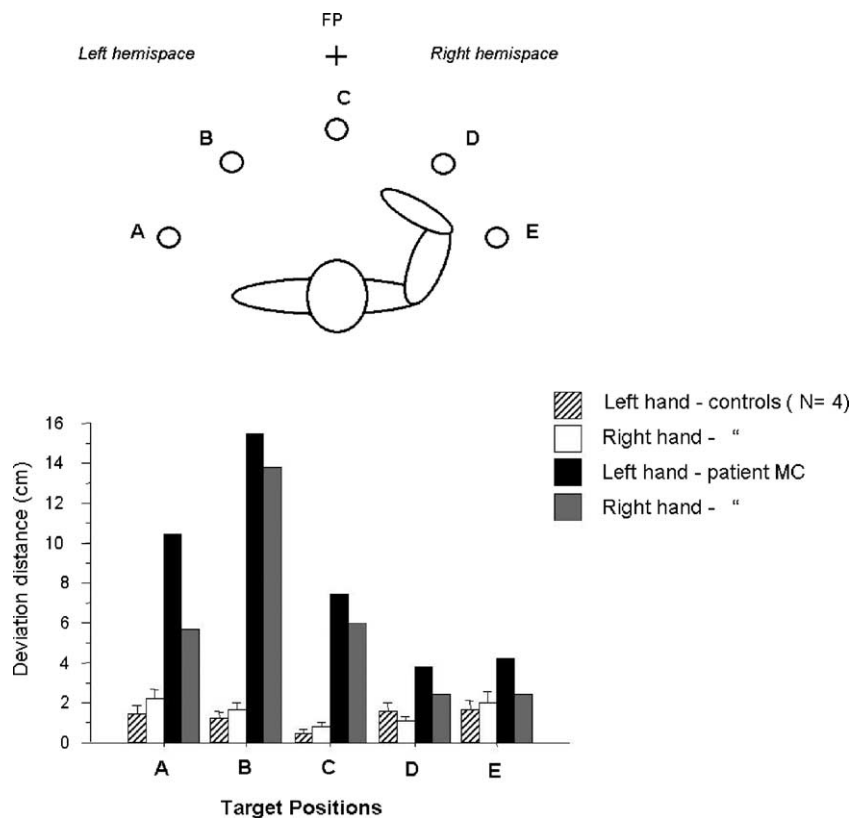 FP
Left hemispace
Right hemispace
C
B
D
A
E
Left hand - controls ( N= 4)
Right hand - “
Left hand - patient MC
Right hand - “
Deviation distance (cm)
16
14
12
10
8
6
4
2
0
A B C D E
Target Positions